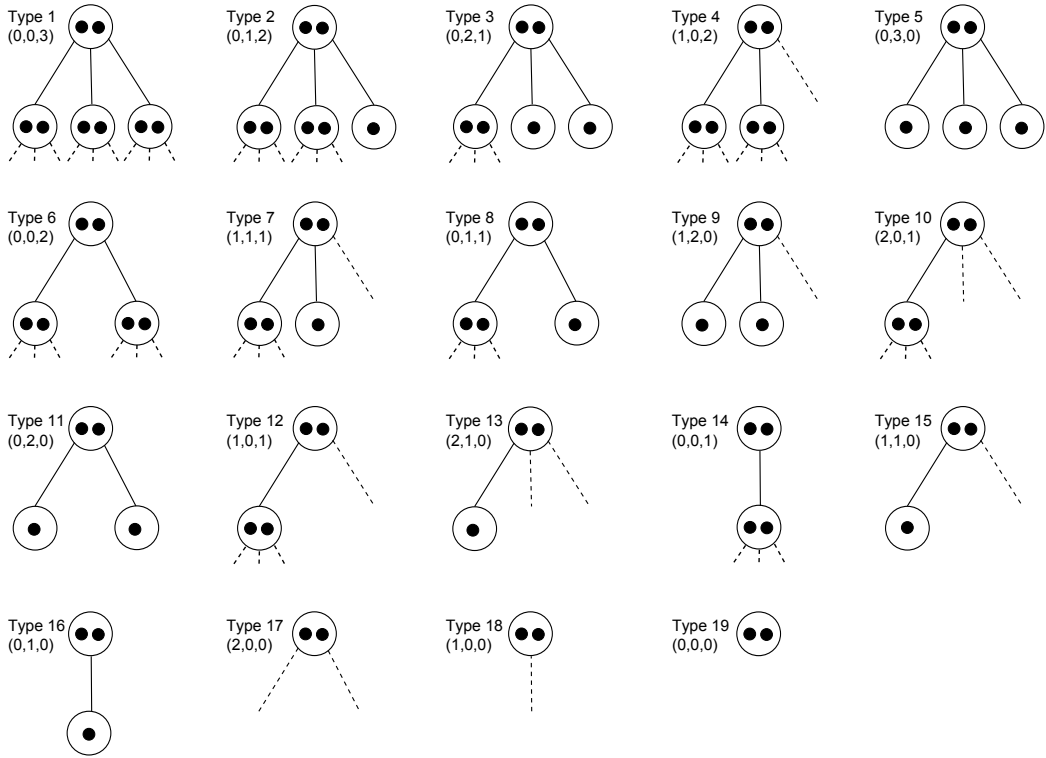 Type 1
(0,0,3)
Type 2
(0,1,2)
Type 3
(0,2,1)
Type 4
(1,0,2)
Type 5
(0,3,0)
Type 6
(0,0,2)
Type 7
(1,1,1)
Type 8
(0,1,1)
Type 9
(1,2,0)
Type 10
(2,0,1)
Type 11
(0,2,0)
Type 12
(1,0,1)
Type 13
(2,1,0)
Type 14
(0,0,1)
Type 15
(1,1,0)
Type 16
(0,1,0)
Type 17
(2,0,0)
Type 18
(1,0,0)
Type 19
(0,0,0)